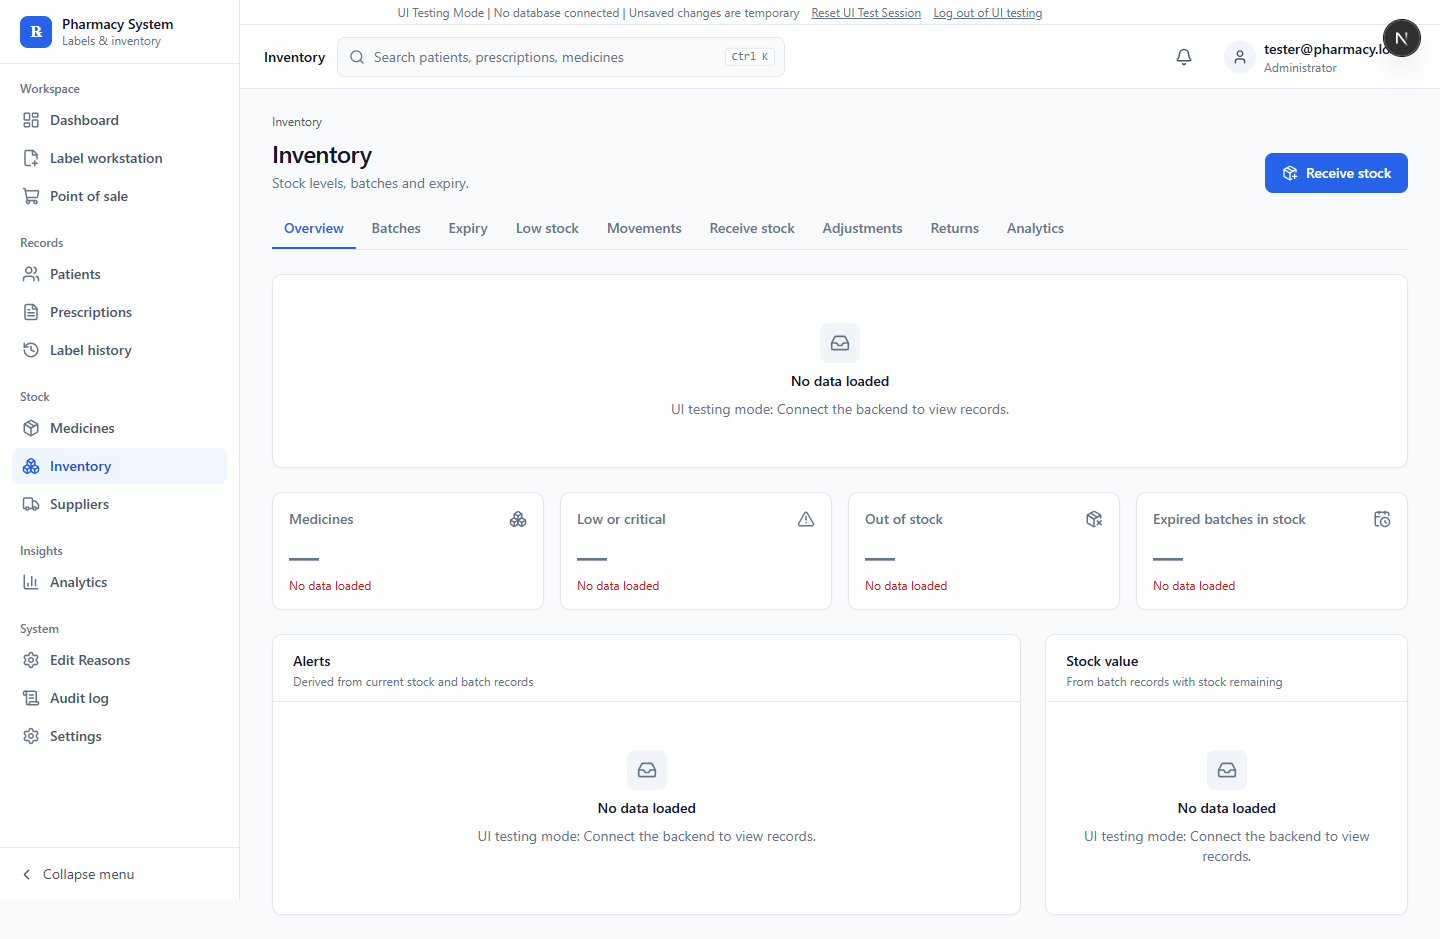 Pharmacy System
Labels & inventory
Workspace
Dashboard
Label workstation
Point of sale
Records
Patients
Prescriptions
Label history
Stock
Medicines
Inventory
Suppliers
Insights
Analytics
System
Edit Reasons
Audit log
Settings
Collapse menu
UI Testing Mode | No database connected | Unsaved changes are temporary Reset UI Test Session Log out of UI testing
Inventory
Search patients, prescriptions, medicines
Ctrl K
tester@pharmacy.lo
Administrator
N
Inventory
Inventory
Stock levels, batches and expiry.
Receive stock
Overview Batches Expiry Low stock Movements Receive stock Adjustments Returns Analytics
No data loaded
UI testing mode: Connect the backend to view records.
Medicines
—
No data loaded
Low or critical
—
No data loaded
Out of stock
—
No data loaded
Expired batches in stock
—
No data loaded
Alerts
Derived from current stock and batch records
No data loaded
UI testing mode: Connect the backend to view records.
Stock value
From batch records with stock remaining
No data loaded
UI testing mode: Connect the backend to view
records.